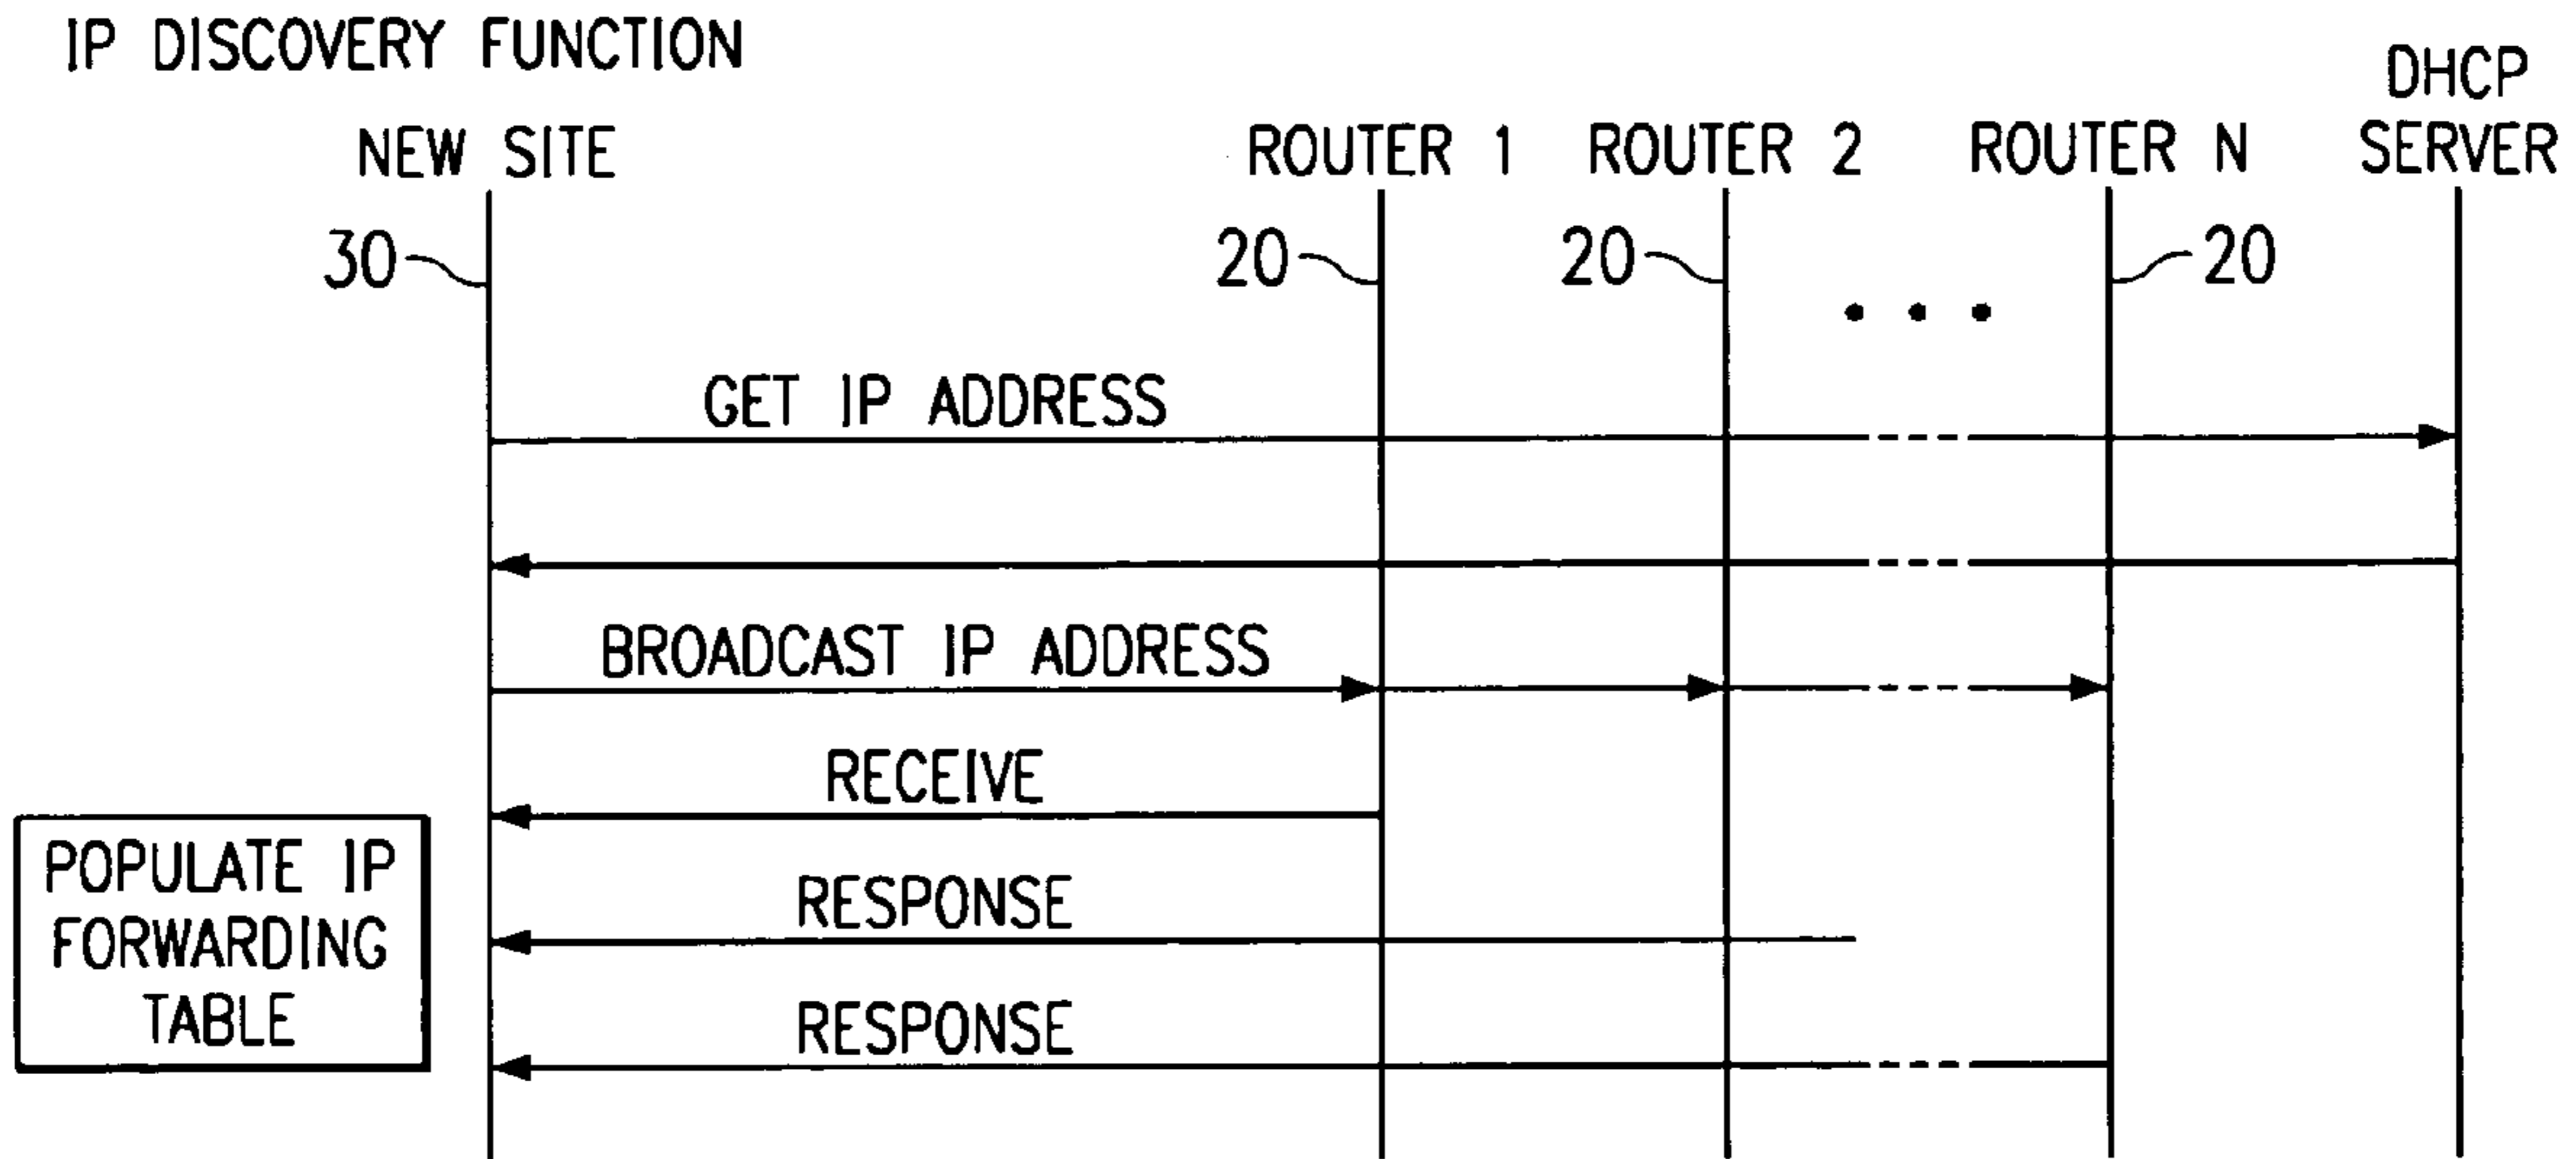 IP DISCOVERY FUNCTION
DHCP
SERVER
NEW SITE
ROUTER 1
ROUTER 2
ROUTER N
30
20
20
20
GET IP ADDRESS
BROADCAST IP ADDRESS
RECEIVE
POPULATE IP
FORWARDING
TABLE
RESPONSE
RESPONSE